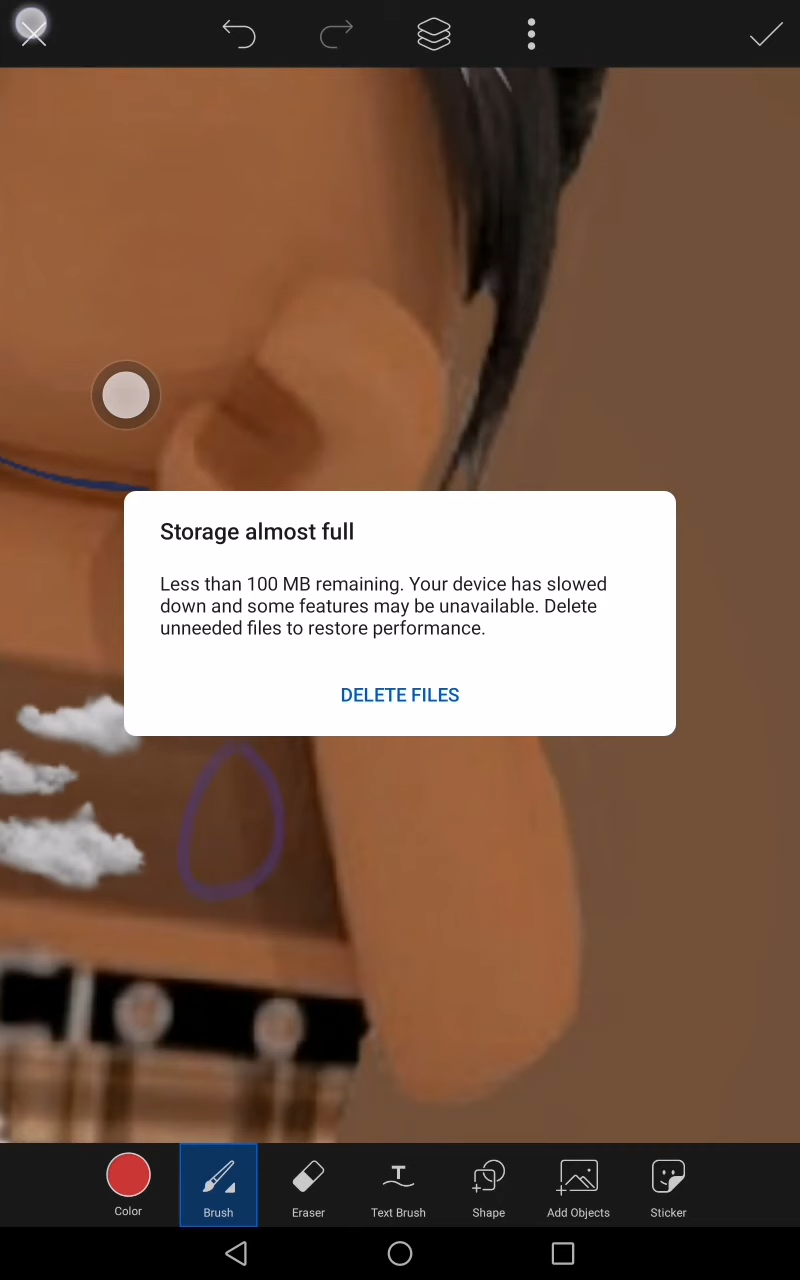 Storage almost full
Less than 100 MB remaining. Your device has slowed
down and some features may be unavailable. Delete
unneeded files to restore performance.
DELETE FILES
T
Color
Brush
Eraser
Text Brush
Shape
Add Objects
Sticker